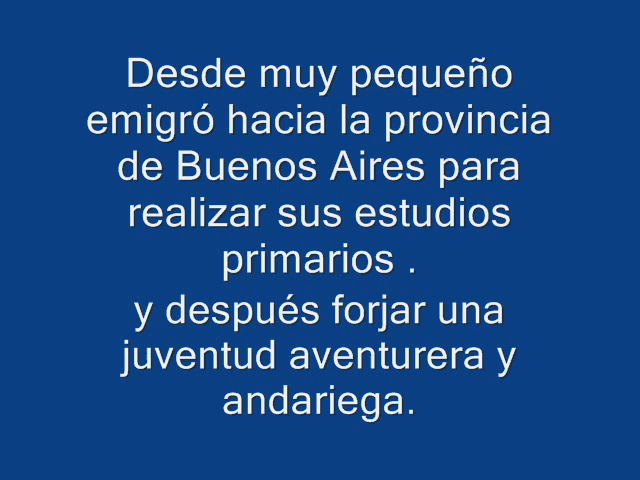 Desde muy pequeño
emigró hacia la provincia
de Buenos Aires para
realizar sus estudios
primarios .
y después forjar una
juventud aventurera y
andariega.